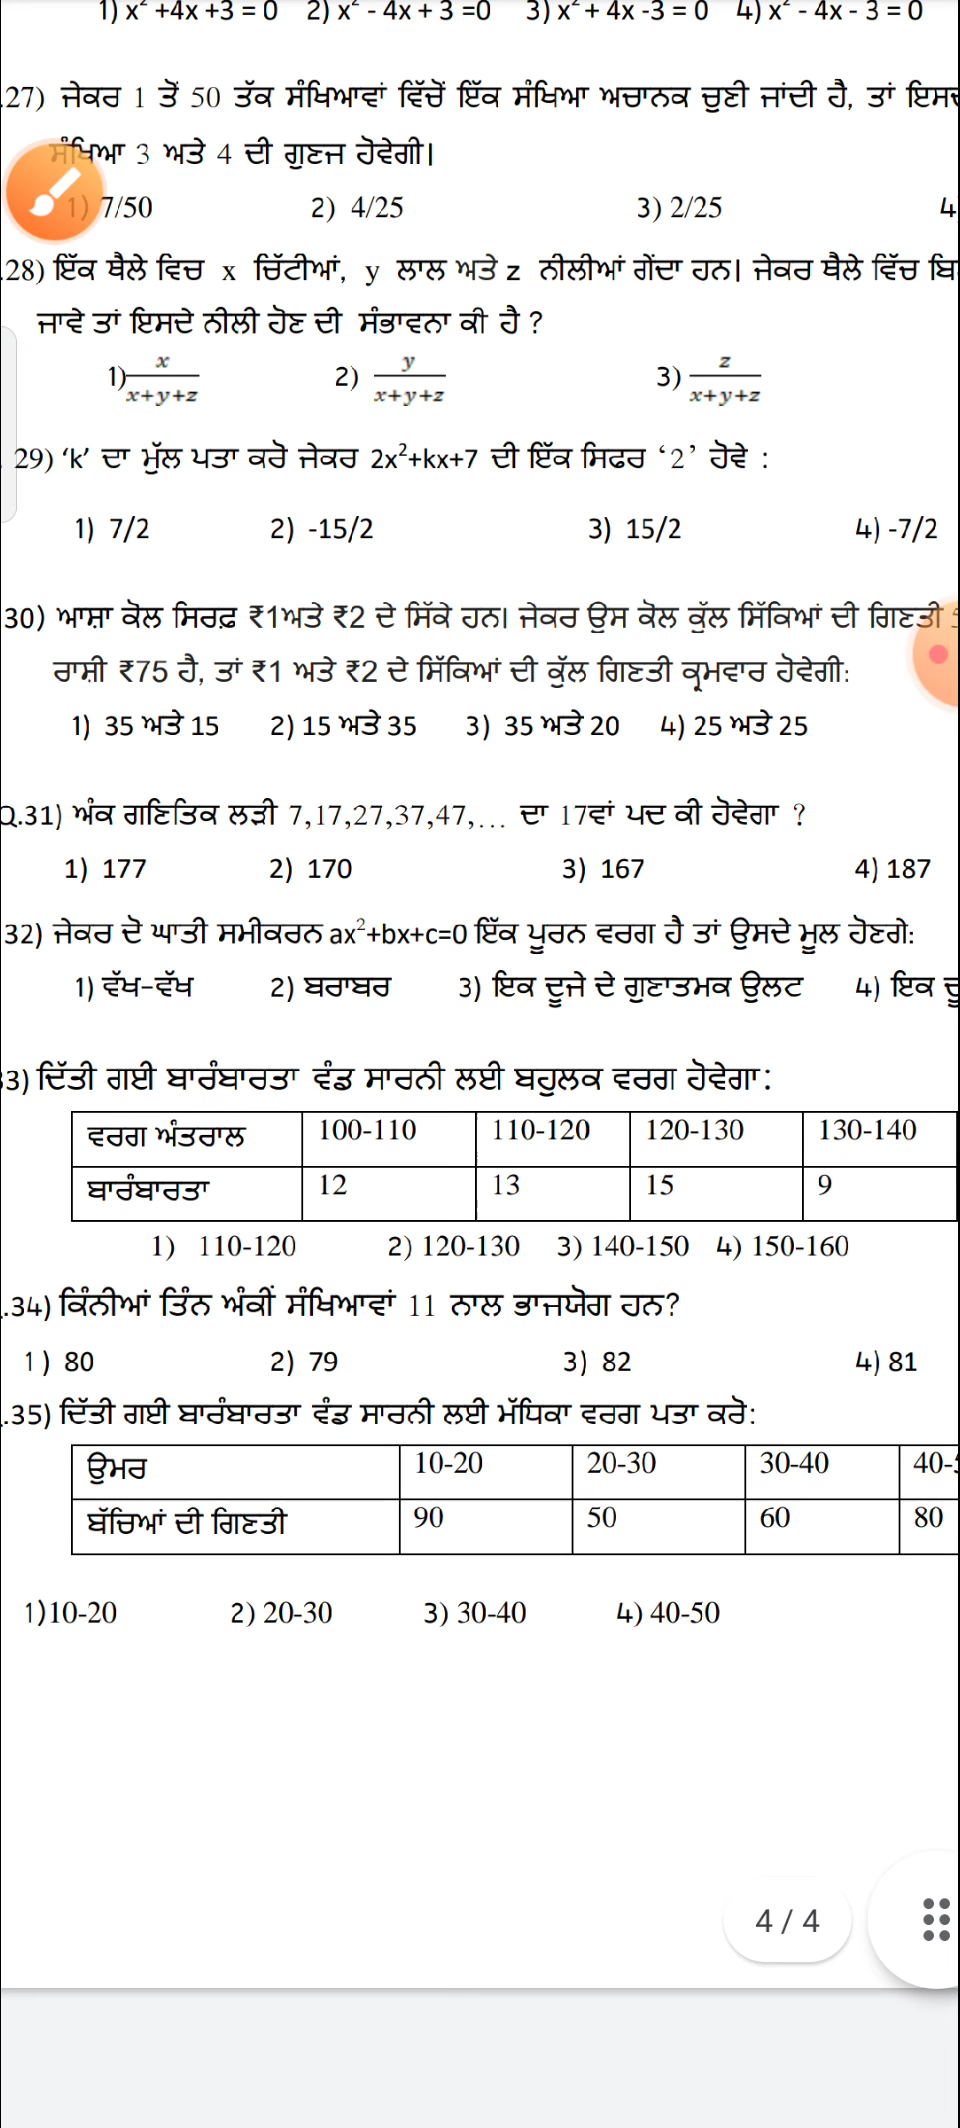 1) x² +4x +3 = 0 2) x² - 4x + 3 =0 3) x² + 4x -3 = 0 4) x² - 4x - 3 = 0
.27) ਜੇਕਰ 1 ਤੋਂ 50 ਤੱਕ ਸੰਖਿਆਵਾਂ ਵਿੱਚੋਂ ਇੱਕ ਸੰਖਿਆ ਅਚਾਨਕ ਚੁਣੀ ਜਾਂਦੀ ਹੈ, ਤਾਂ
ਸੰਖਿਆ 3 ਅਤੇ 4 ਦੀ ਗੁਣਜ ਹੋਵੇਗੀ।
1) 7/50 2) 4/25 3) 2/25 4
.28) ਇੱਕ ਥੈਲੇ ਵਿਚ x ਚਿੱਟੀਆਂ, y ਲਾਲ ਅਤੇ z ਨੀਲੀਆਂ ਗੇਂਦਾ ਹਨ। ਜੇਕਰ ਥੈਲੇ ਵਿੱਚ
ਜਾਵੇ ਤਾਂ ਇਸਦੇ ਨੀਲੀ ਹੋਣ ਦੀ ਸੰਭਾਵਨਾ ਕੀ ਹੈ ?
1) x/(x+y+z) 2) y/(x+y+z) 3) z/(x+y+z)
29) ‘k’ ਦਾ ਮੁੱਲ ਪਤਾ ਕਰੋ ਜੇਕਰ 2x²+kx+7 ਦੀ ਇੱਕ ਸਿਫਰ ‘2’ ਹੋਵੇ :
1) 7/2 2) -15/2 3) 15/2 4) -7/2
30) ਆਸ਼ਾ ਕੋਲ ਸਿਰਫ਼ ₹1ਅਤੇ ₹2 ਦੇ ਸਿੱਕੇ ਹਨ। ਜੇਕਰ ਉਸ ਕੋਲ ਕੁੱਲ ਸਿੱਕਿਆਂ ਦੀ ਗਿਣਤੀ
ਰਾਸ਼ੀ ₹75 ਹੈ, ਤਾਂ ₹1 ਅਤੇ ₹2 ਦੇ ਸਿੱਕਿਆਂ ਦੀ ਕੁੱਲ ਗਿਣਤੀ ਕ੍ਰਮਵਾਰ ਹੋਵੇਗੀ:
1) 35 ਅਤੇ 15 2) 15 ਅਤੇ 35 3) 35 ਅਤੇ 20 4) 25 ਅਤੇ 25
Q.31) ਅੰਕ ਗਣਿਤਿਕ ਲੜੀ 7,17,27,37,47,… ਦਾ 17ਵਾਂ ਪਦ ਕੀ ਹੋਵੇਗਾ ?
1) 177 2) 170 3) 167 4) 187
32) ਜੇਕਰ ਦੋ ਘਾਤੀ ਸਮੀਕਰਨ ax²+bx+c=0 ਇੱਕ ਪੂਰਨ ਵਰਗ ਹੈ ਤਾਂ ਉਸਦੇ ਮੂਲ ਹੋਣਗੇ:
1) ਵੱਖ-ਵੱਖ 2) ਬਰਾਬਰ 3) ਇਕ ਦੂਜੇ ਦੇ ਗੁਣਾਤਮਕ ਉਲਟ 4) ਇਕ
33) ਦਿੱਤੀ ਗਈ ਬਾਰੰਬਾਰਤਾ ਵੰਡ ਸਾਰਨੀ ਲਈ ਬਹੁਲਕ ਵਰਗ ਹੋਵੇਗਾ:
ਵਰਗ ਅੰਤਰਾਲ 100-110 110-120 120-130 130-140
ਬਾਰੰਬਾਰਤਾ 12 13 15 9
1) 110-120 2) 120-130 3) 140-150 4) 150-160
.34) ਕਿੰਨੀਆਂ ਤਿੰਨ ਅੰਕੀਂ ਸੰਖਿਆਵਾਂ 11 ਨਾਲ ਭਾਜਯੋਗ ਹਨ?
1 ) 80 2) 79 3) 82 4) 81
.35) ਦਿੱਤੀ ਗਈ ਬਾਰੰਬਾਰਤਾ ਵੰਡ ਸਾਰਨੀ ਲਈ ਮੱਧਿਕਾ ਵਰਗ ਪਤਾ ਕਰੋ:
ਉਮਰ 10-20 20-30 30-40 40-
ਬੱਚਿਆਂ ਦੀ ਗਿਣਤੀ 90 50 60 80
1)10-20 2) 20-30 3) 30-40 4) 40-50
4 / 4